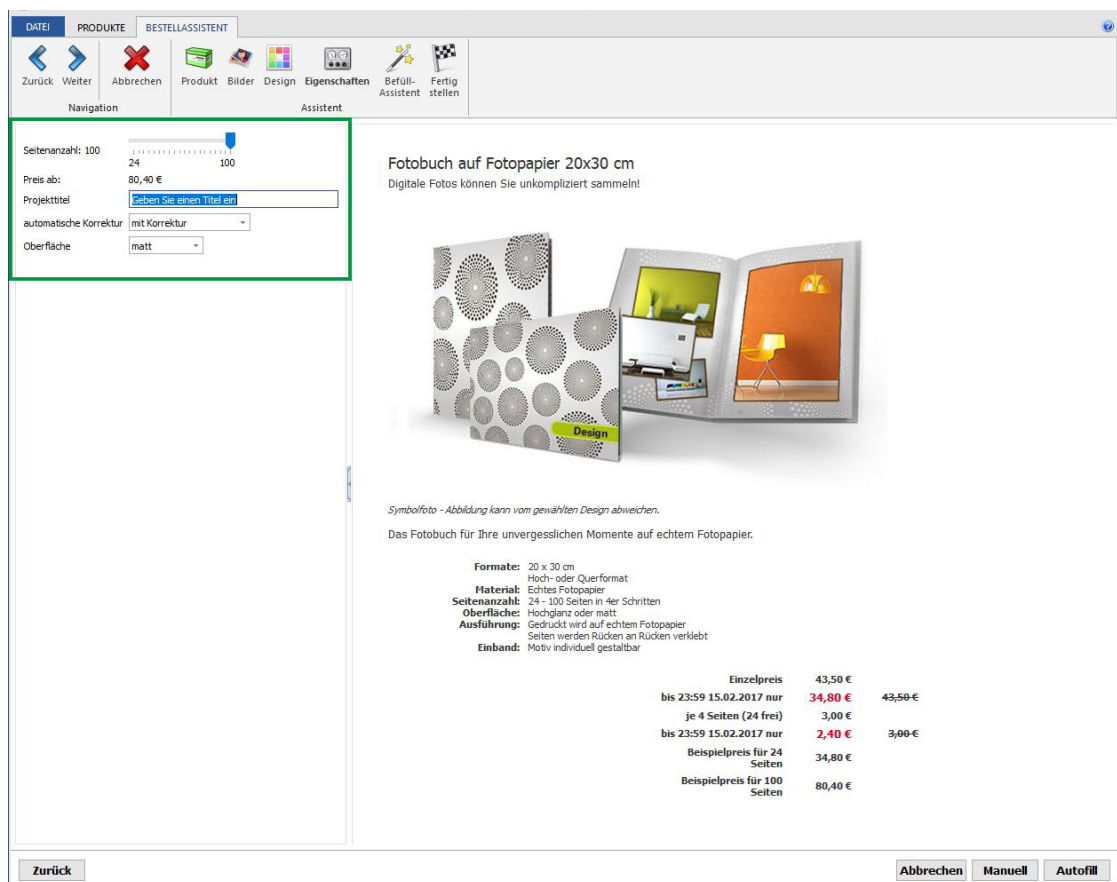 DATEI PRODUKTE BESTELLASSISTENT
Zurück Weiter Abbrechen Produkt Bilder Design Eigenschaften Befüll- Fertig
Assistent stellen
Navigation Assistent
Seitenanzahl: 100
24 100
Preis ab: 80,40 €
Projekttitel Geben Sie einen Titel ein
automatische Korrektur mit Korrektur
Oberfläche matt
Fotobuch auf Fotopapier 20x30 cm
Digitale Fotos können Sie unkompliziert sammeln!
Design
Symbolfoto - Abbildung kann vom gewählten Design abweichen.
Das Fotobuch für Ihre unvergesslichen Momente auf echtem Fotopapier.
Formate: 20 x 30 cm
Hoch- oder Querformat
Material: Echtes Fotopapier
Seitenanzahl: 24 - 100 Seiten in 4er Schritten
Oberfläche: Hochglanz oder matt
Ausführung: Gedruckt wird auf echtem Fotopapier
Seiten werden Rücken an Rücken verklebt
Einband: Motiv individuell gestaltbar
Einzelpreis 43,50 €
bis 23:59 15.02.2017 nur 34,80 € 43,50 €
je 4 Seiten (24 frei) 3,00 €
bis 23:59 15.02.2017 nur 2,40 € 3,00 €
Beispielpreis für 24
Seiten 34,80 €
Beispielpreis für 100
Seiten 80,40 €
Zurück Abbrechen Manuell Autofill